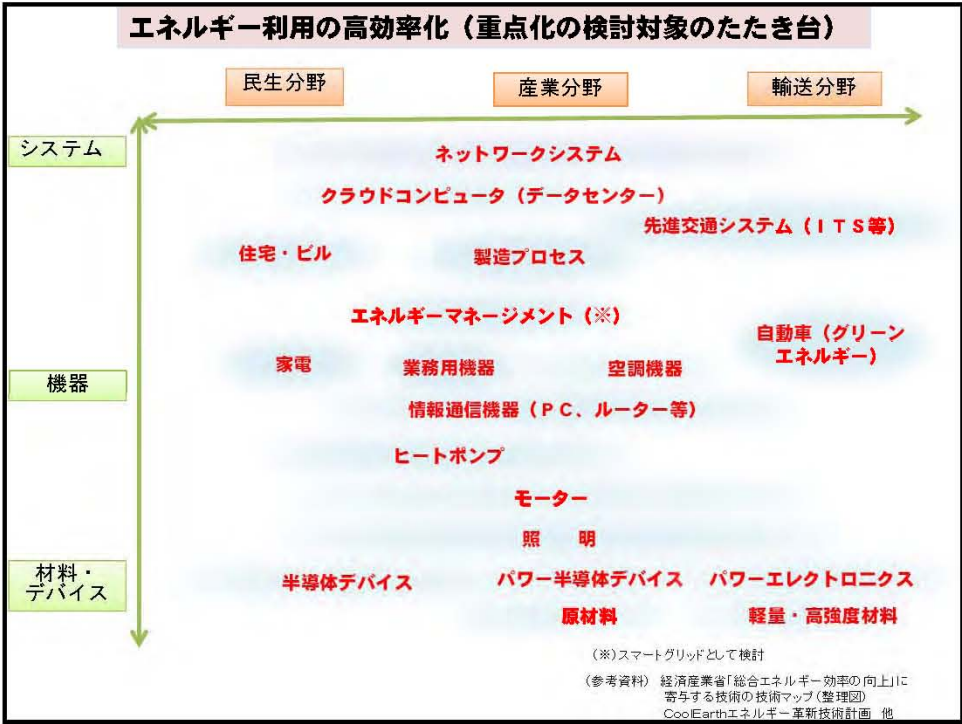 エネルギー利用の高効率化（重点化の検討対象のたたき台）
民生分野
産業分野
輸送分野
システム
ネットワークシステム
クラウドコンピュータ（データセンター）
先進交通システム（ＩＴＳ等）
住宅・ビル
製造プロセス
エネルギーマネージメント（※）
自動車（グリーン
エネルギー）
家電
業務用機器
空調機器
機器
情報通信機器（ＰＣ、ルーター等）
ヒートポンプ
モーター
照　明
材料・
デバイス
半導体デバイス
パワー半導体デバイス
パワーエレクトロニクス
原材料
軽量・高強度材料
（※）スマートグリッドとして検討
（参考資料）　経済産業省「総合エネルギー効率の向上」に
寄与する技術の技術マップ（整理図）
CoolEarthエネルギー革新技術計画　他